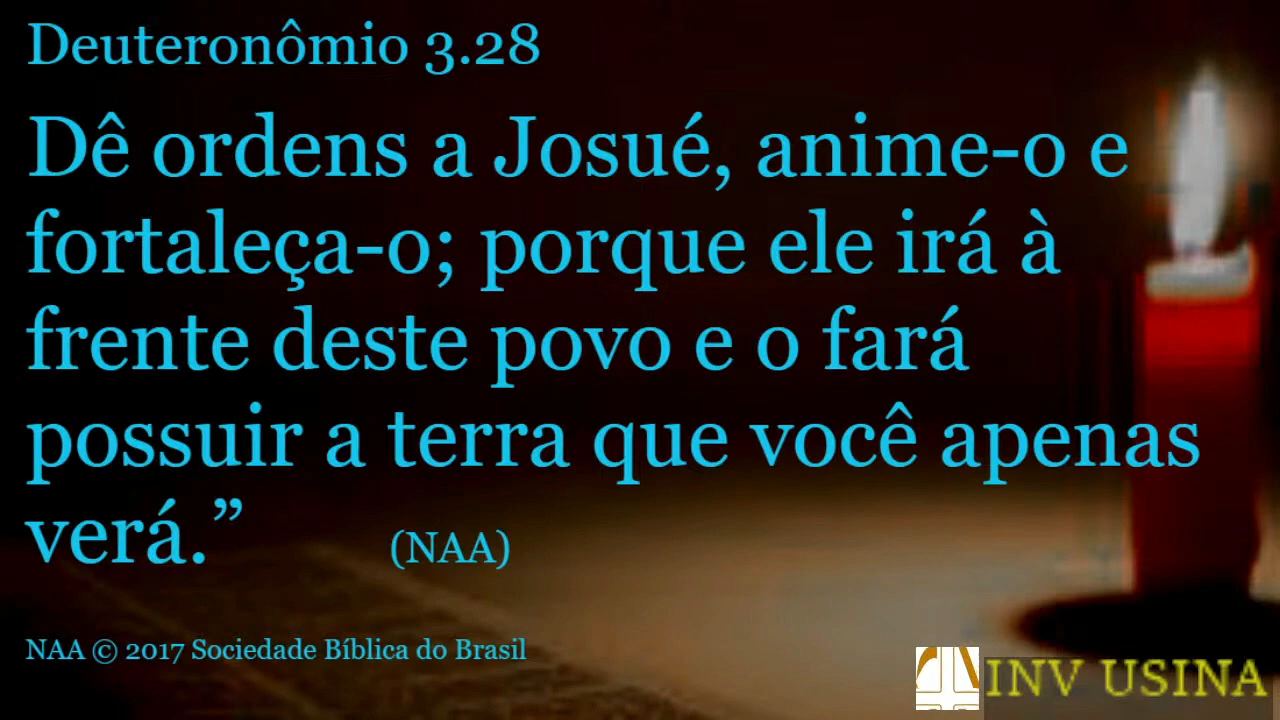 Deuteronômio 3.28
Dê ordens a Josué, anime-o e
fortaleça-o; porque ele irá à
frente deste povo e o fará
possuir a terra que você apenas
verá.” (NAA)
NAA © 2017 Sociedade Bíblica do Brasil
INV USINA